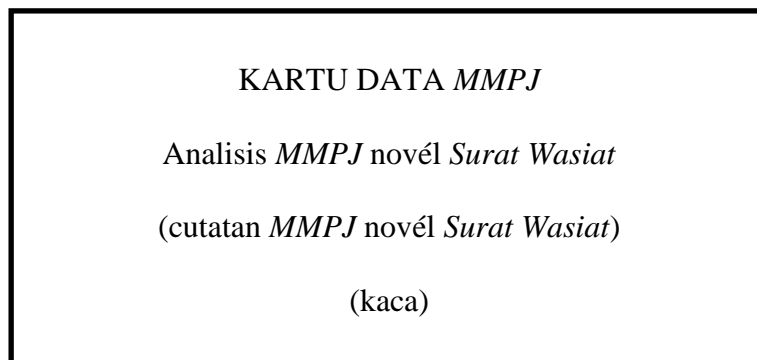 KARTU DATA MMPJ
Analisis MMPJ novél Surat Wasiat
(cutatan MMPJ novél Surat Wasiat)
(kaca)